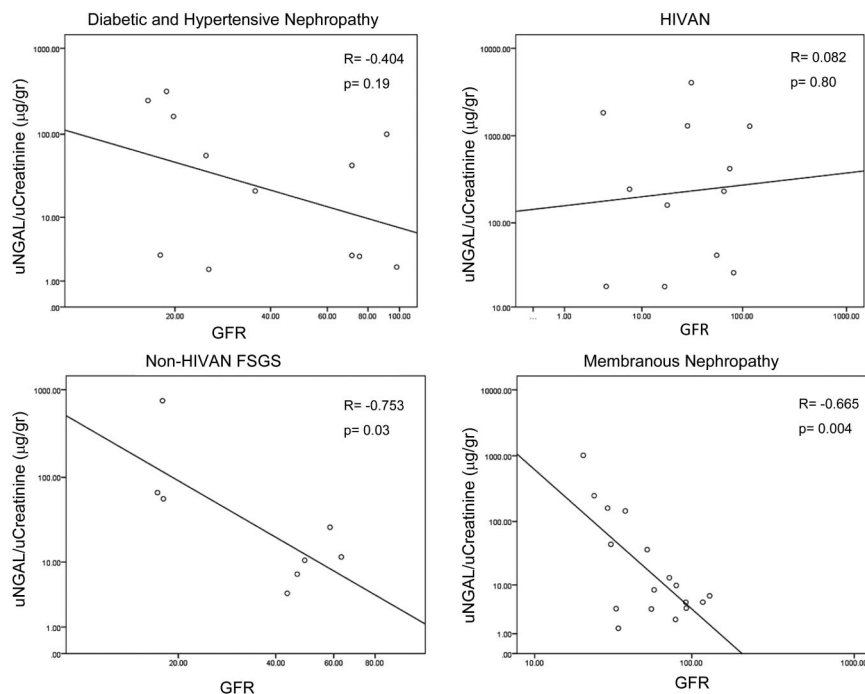 Diabetic and Hypertensive Nephropathy
uNGAL/uCreatinine (µg/gr)
1000.00
100.00
10.00
1.00
.00
R= -0.404
p= 0.19
20.00 40.00 60.00 80.00 100.00
GFR
HIVAN
uNGAL/uCreatinine (µg/gr)
1000.00
100.00
10.00
R= 0.082
p= 0.80
... 1.00 10.00 100.00 1000.00
GFR
Non-HIVAN FSGS
uNGAL/uCreatinine (µg/gr)
1000.00
100.00
10.00
1.00
.00
R= -0.753
p= 0.03
20.00 40.00 60.00 80.00
GFR
Membranous Nephropathy
uNGAL/uCreatinine (µg/gr)
10000.00
1000.00
100.00
10.00
1.00
.00
R= -0.665
p= 0.004
10.00 100.00 1000.00
GFR